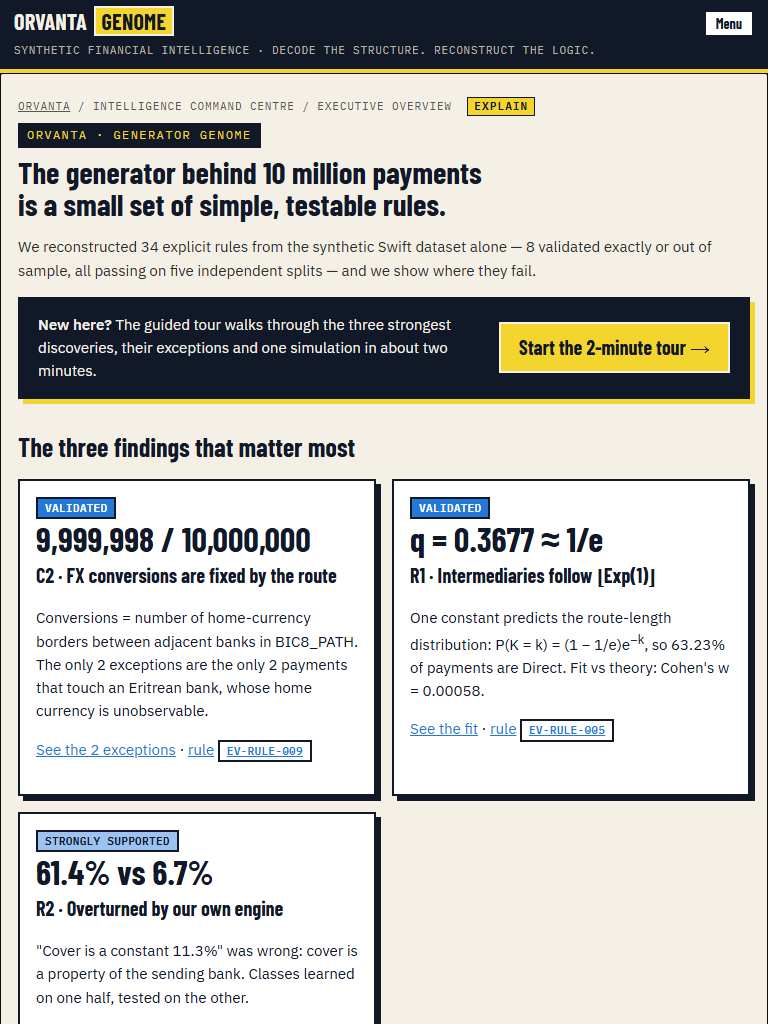 ORVANTA GENOME
Menu
SYNTHETIC FINANCIAL INTELLIGENCE · DECODE THE STRUCTURE. RECONSTRUCT THE LOGIC.
ORVANTA / INTELLIGENCE COMMAND CENTRE / EXECUTIVE OVERVIEW EXPLAIN
ORVANTA · GENERATOR GENOME
The generator behind 10 million payments
is a small set of simple, testable rules.
We reconstructed 34 explicit rules from the synthetic Swift dataset alone — 8 validated exactly or out of
sample, all passing on five independent splits — and we show where they fail.
New here? The guided tour walks through the three strongest
discoveries, their exceptions and one simulation in about two
minutes.
Start the 2-minute tour →
The three findings that matter most
VALIDATED
9,999,998 / 10,000,000
C2 · FX conversions are fixed by the route
Conversions = number of home-currency
borders between adjacent banks in BIC8_PATH.
The only 2 exceptions are the only 2 payments
that touch an Eritrean bank, whose home
currency is unobservable.
See the 2 exceptions · rule EV-RULE-009
VALIDATED
q = 0.3677 ≈ 1/e
R1 · Intermediaries follow ⌊Exp(1)⌋
One constant predicts the route-length
distribution: P(K = k) = (1 − 1/e)e⁻ᵏ, so 63.23%
of payments are Direct. Fit vs theory: Cohen's w
= 0.00058.
See the fit · rule EV-RULE-005
STRONGLY SUPPORTED
61.4% vs 6.7%
R2 · Overturned by our own engine
"Cover is a constant 11.3%" was wrong: cover is
a property of the sending bank. Classes learned
on one half, tested on the other.